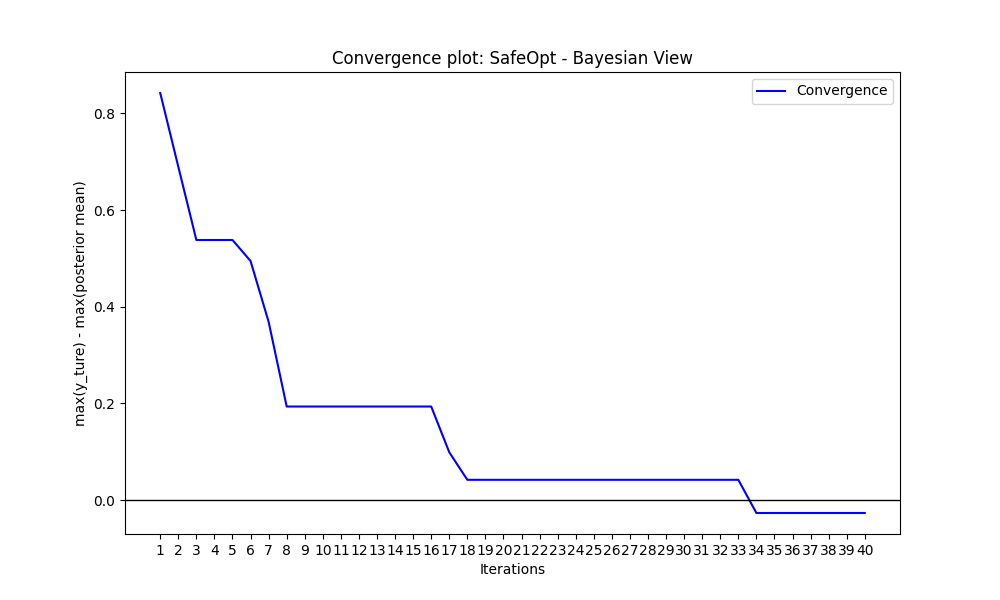 Convergence plot: SafeOpt - Bayesian View
Convergence
max(y_ture) - max(posterior mean)
0.8
0.6
0.4
0.2
0.0
1 2 3 4 5 6 7 8 9 10 11 12 13 14 15 16 17 18 19 20 21 22 23 24 25 26 27 28 29 30 31 32 33 34 35 36 37 38 39 40
Iterations